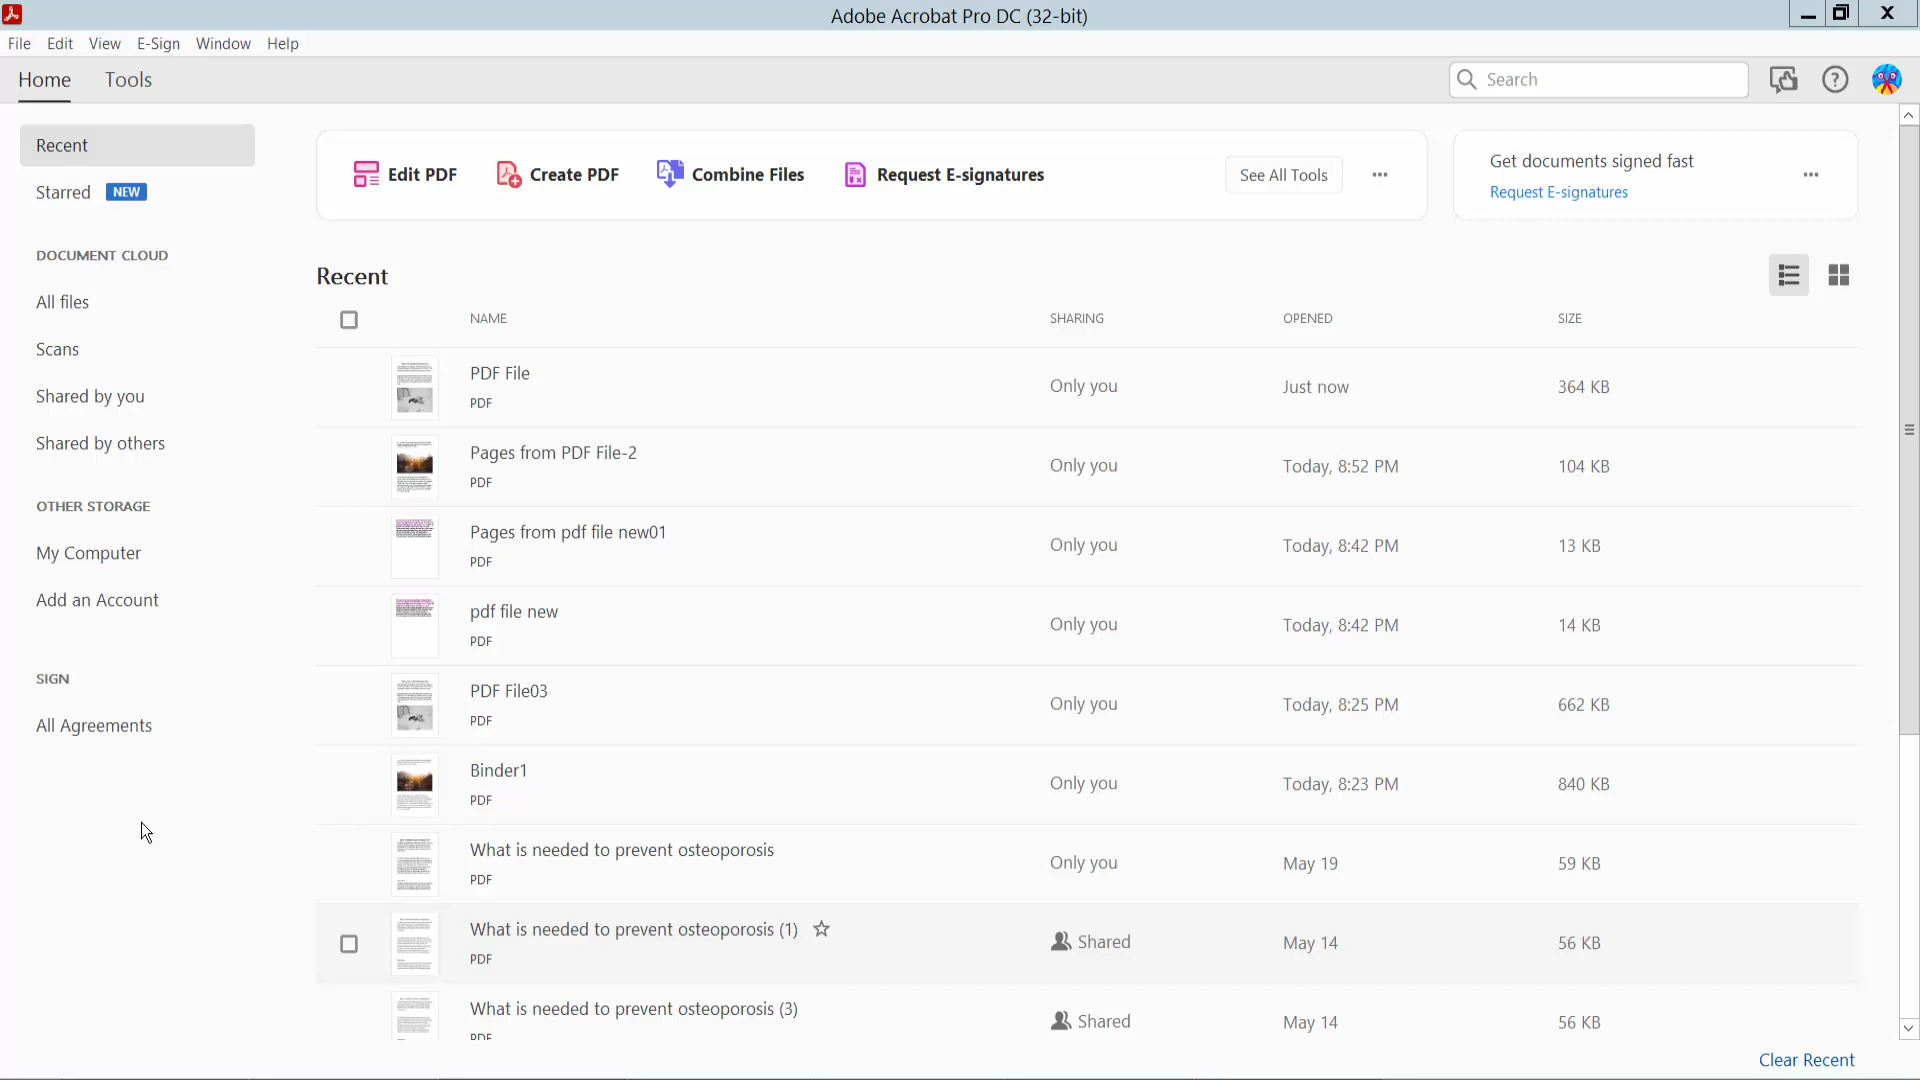 Adobe Acrobat Pro DC (32-bit)
File Edit View E-Sign Window Help
Home Tools
Search
Recent
Starred NEW
DOCUMENT CLOUD
All files
Scans
Shared by you
Shared by others
OTHER STORAGE
My Computer
Add an Account
SIGN
All Agreements
Edit PDF Create PDF Combine Files Request E-signatures See All Tools
Get documents signed fast
Request E-signatures
Recent
NAME SHARING OPENED SIZE
PDF File Only you Just now 364 KB
PDF
Pages from PDF File-2 Only you Today, 8:52 PM 104 KB
PDF
Pages from pdf file new01 Only you Today, 8:42 PM 13 KB
PDF
pdf file new Only you Today, 8:42 PM 14 KB
PDF
PDF File03 Only you Today, 8:25 PM 662 KB
PDF
Binder1 Only you Today, 8:23 PM 840 KB
PDF
What is needed to prevent osteoporosis Only you May 19 59 KB
PDF
What is needed to prevent osteoporosis (1) Shared May 14 56 KB
PDF
What is needed to prevent osteoporosis (3) Shared May 14 56 KB
PDF
Clear Recent